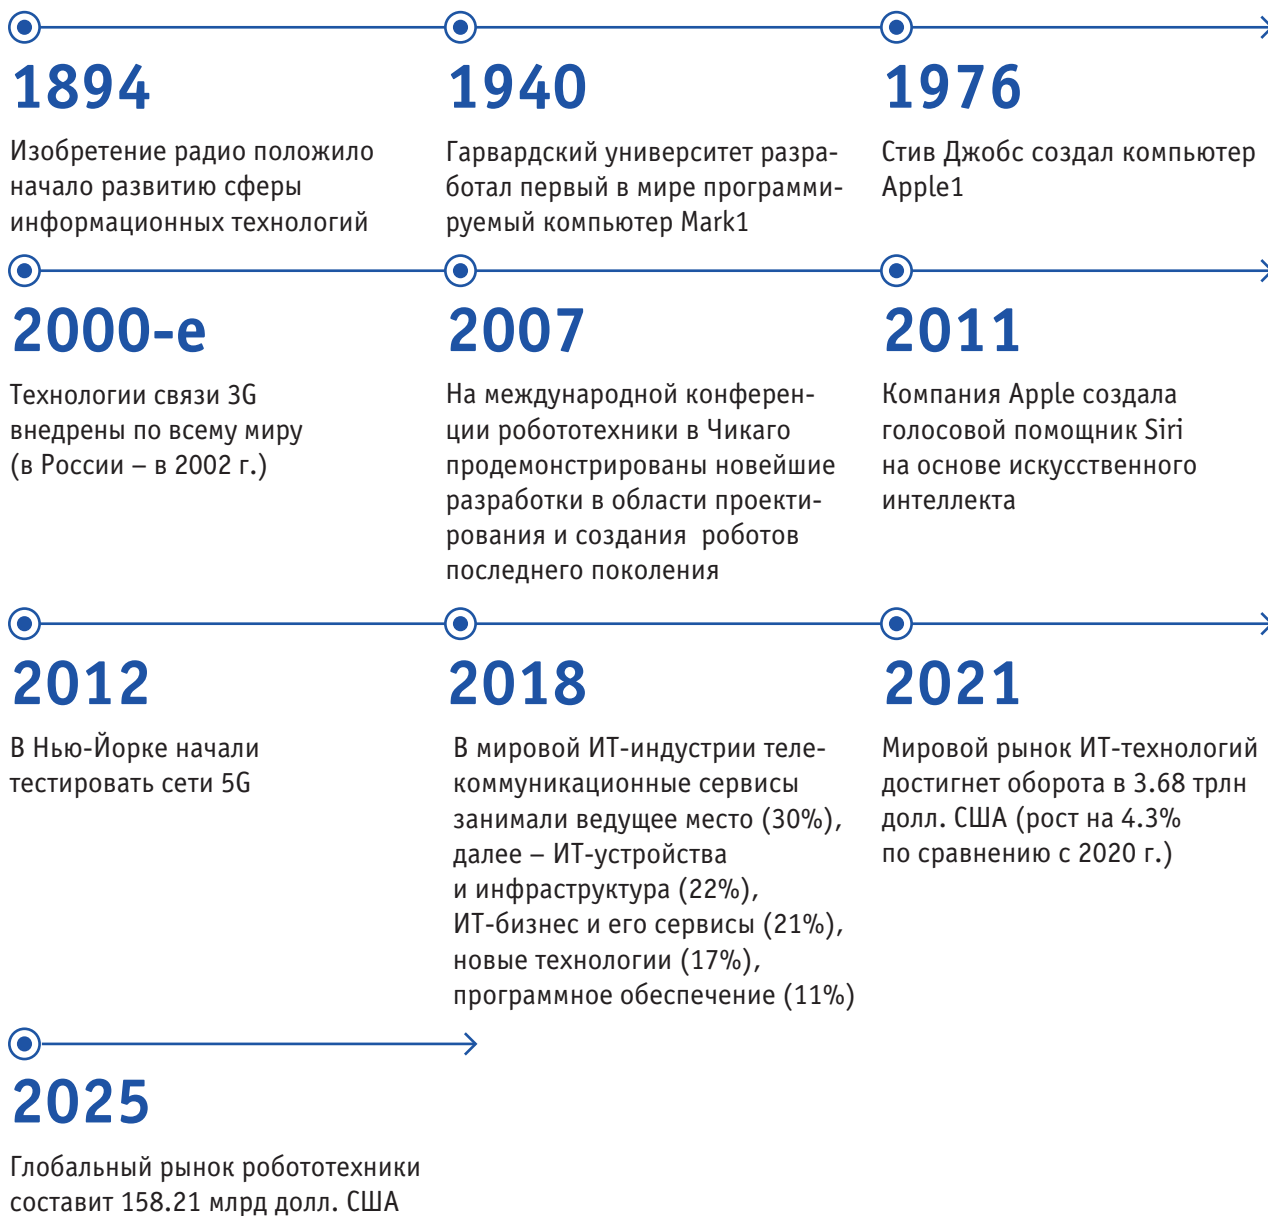 1894
Изобретение радио положило
начало развитию сферы
информационных технологий
1940
Гарвардский университет разра-
ботал первый в мире программи-
руемый компьютер Mark1
1976
Стив Джобс создал компьютер
Apple1
2000-е
Технологии связи 3G
внедрены по всему миру
(в России – в 2002 г.)
2007
На международной конферен-
ции робототехники в Чикаго
продемонстрированы новейшие
разработки в области проекти-
рования и создания роботов
последнего поколения
2011
Компания Apple создала
голосовой помощник Siri
на основе искусственного
интеллекта
2012
В Нью-Йорке начали
тестировать сети 5G
2018
В мировой ИТ-индустрии теле-
коммуникационные сервисы
занимали ведущее место (30%),
далее – ИТ-устройства
и инфраструктура (22%),
ИТ-бизнес и его сервисы (21%),
новые технологии (17%),
программное обеспечение (11%)
2021
Мировой рынок ИТ-технологий
достигнет оборота в 3.68 трлн
долл. США (рост на 4.3%
по сравнению с 2020 г.)
2025
Глобальный рынок робототехники
составит 158.21 млрд долл. США